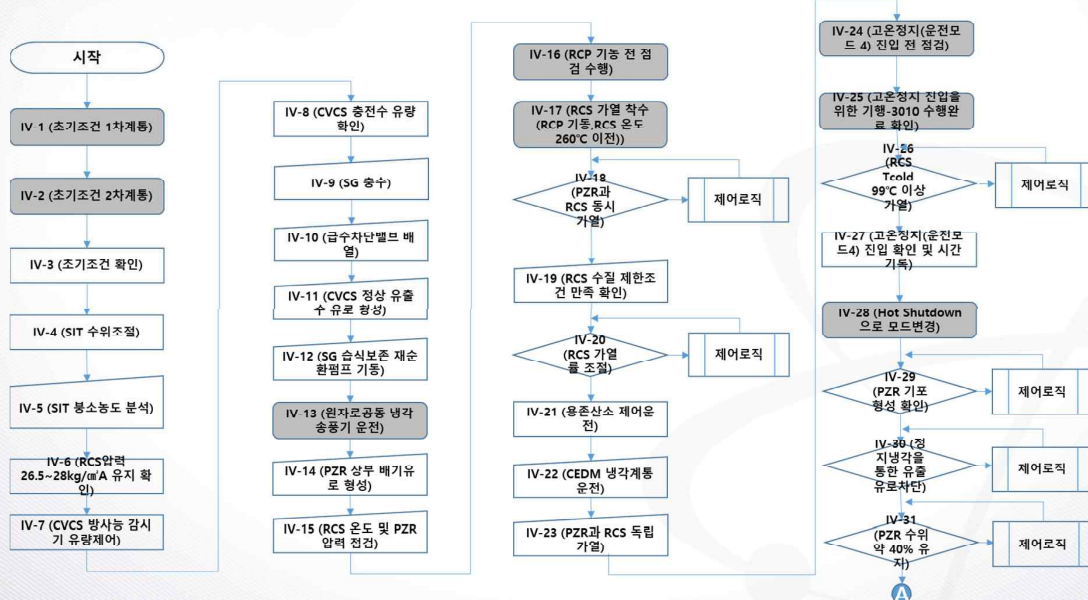 시작
IV-1 (초기조건 1차계통)
IV-2 (초기조건 2차계통)
IV-3 (초기조건 확인)
IV-4 (SIT 수위조절)
IV-5 (SIT 붕소농도 분석)
IV-6 (RCS압력
26.5~28kg/㎠A 유지 확
인)
IV-7 (CVCS 방사능 감시
기 유량제어)
IV-8 (CVCS 충전수 유량
확인)
IV-9 (SG 충수)
IV-10 (급수차단밸브 배
열)
IV-11 (CVCS 정상 유출
수 유로 형성)
IV-12 (SG 습식보존 재순
환펌프 기동)
IV-13 (원자로공동 냉각
송풍기 운전)
IV-14 (PZR 상부 배기유
로 형성)
IV-15 (RCS 온도 및 PZR
압력 점검)
IV-16 (RCP 기동 전 점
검 수행)
IV-17 (RCS 가열 착수
(RCP 기동,RCS 온도
260℃ 이전))
IV-18
(PZR과
RCS 동시
가열)
제어로직
IV-19 (RCS 수질 제한조
건 만족 확인)
IV-20
(RCS 가열
률 조절)
제어로직
IV-21 (용존산소 제어운
전)
IV-22 (CEDM 냉각계통
운전)
IV-23 (PZR과 RCS 독립
가열)
IV-24 (고온정지(운전모
드 4) 진입 전 점검)
IV-25 (고온정지 진입을
위한 기행-3010 수행완
료 확인)
IV-26
(RCS
Tcold
99℃ 이상
가열)
제어로직
IV-27 (고온정지(운전모
드4) 진입 확인 및 시간
기록)
IV-28 (Hot Shutdown
으로 모드변경)
IV-29
(PZR 기포
형성 확인)
제어로직
IV-30 (정
지냉각을
통한 유출
유로차단)
제어로직
IV-31
(PZR 수위
약 40% 유
지)
제어로직
A